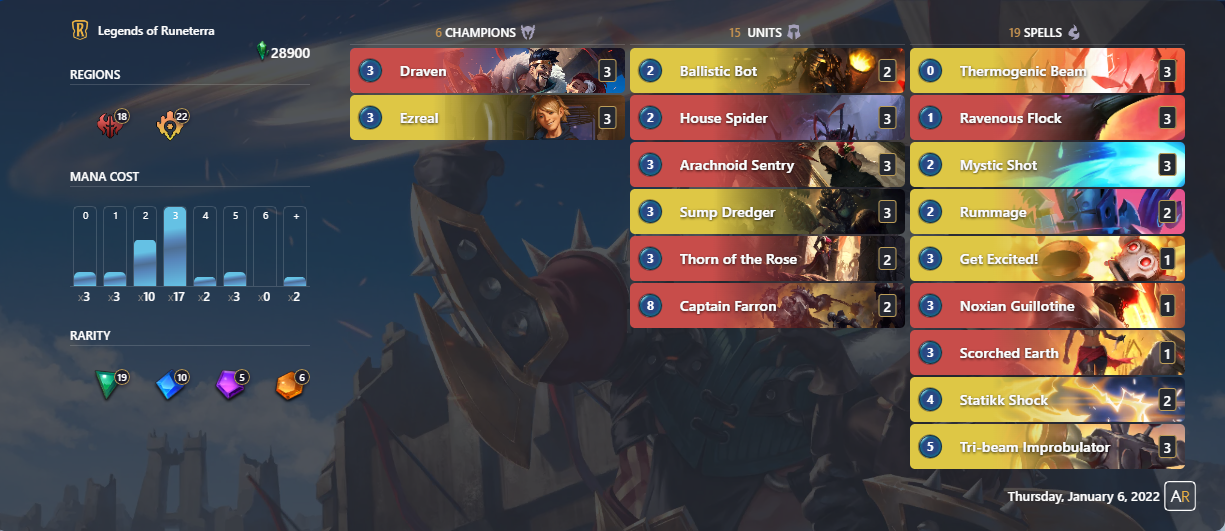 Legends of Runeterra
28900
REGIONS
18
22
MANA COST
0 1 2 3 4 5 6 +
x3 x3 x10 x17 x2 x3 x0 x2
RARITY
19
10
5
6
6 CHAMPIONS
3 Draven 3
3 Ezreal 3
15 UNITS
2 Ballistic Bot 2
2 House Spider 3
3 Arachnoid Sentry 3
3 Sump Dredger 3
3 Thorn of the Rose 2
8 Captain Farron 2
19 SPELLS
0 Thermogenic Beam 3
1 Ravenous Flock 3
2 Mystic Shot 3
2 Rummage 2
3 Get Excited! 1
3 Noxian Guillotine 1
3 Scorched Earth 1
4 Statikk Shock 2
5 Tri-beam Improbulator 3
Thursday, January 6, 2022 AR